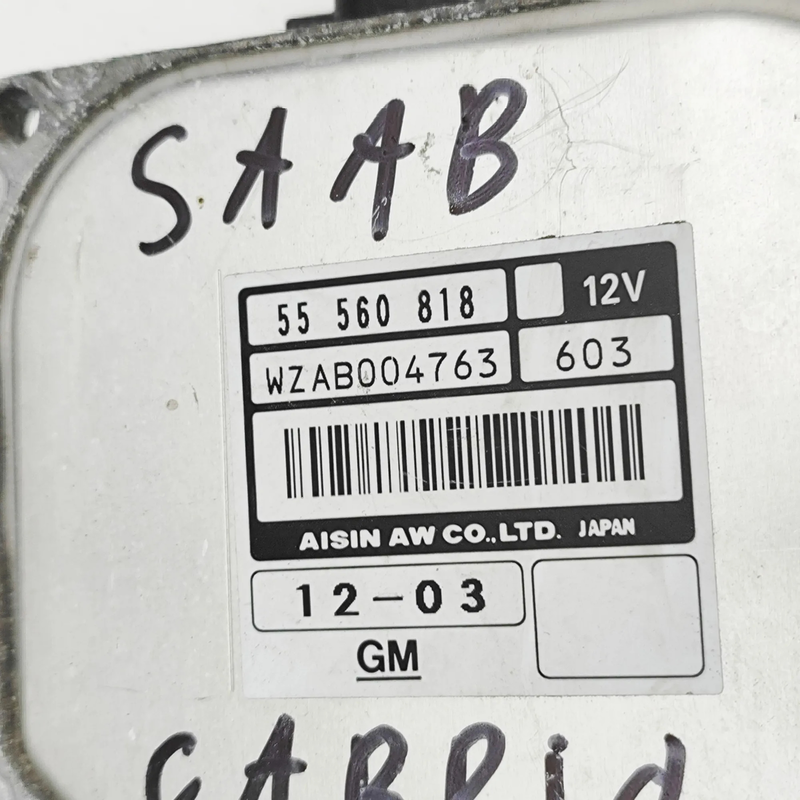 SAAB
55 560 818
12V
WZAB004763
603
AISIN AW CO.,LTD. JAPAN
12-03
GM